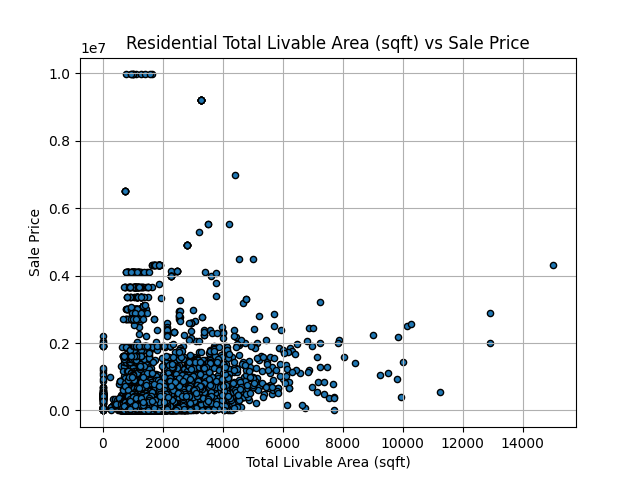 Residential Total Livable Area (sqft) vs Sale Price
1e7
1.0
0.8
0.6
0.4
0.2
0.0
Sale Price
0 2000 4000 6000 8000 10000 12000 14000
Total Livable Area (sqft)